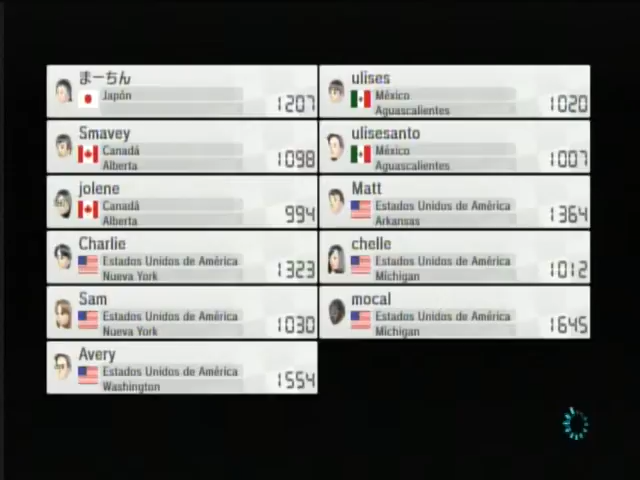 まーちん
Japón
1207
ulises
México
Aguascalientes
1020
Smavey
Canadá
Alberta
1098
ulisesanto
México
Aguascalientes
1007
jolene
Canadá
Alberta
994
Matt
Estados Unidos de América
Arkansas
1364
Charlie
Estados Unidos de América
Nueva York
1323
chelle
Estados Unidos de América
Michigan
1012
Sam
Estados Unidos de América
Nueva York
1030
mocal
Estados Unidos de América
Michigan
1645
Avery
Estados Unidos de América
Washington
1554